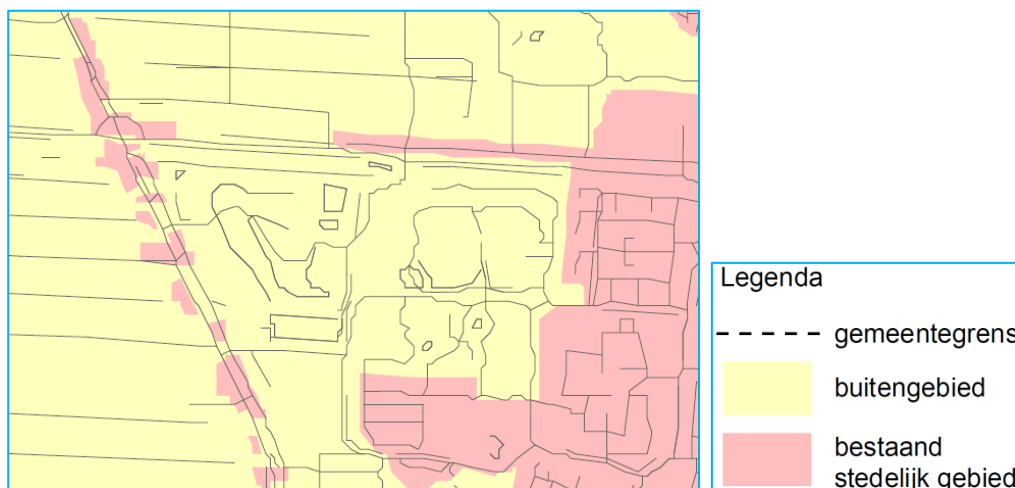 Legenda
gemeentegrens
buitengebied
bestaand
stedelijk gebied